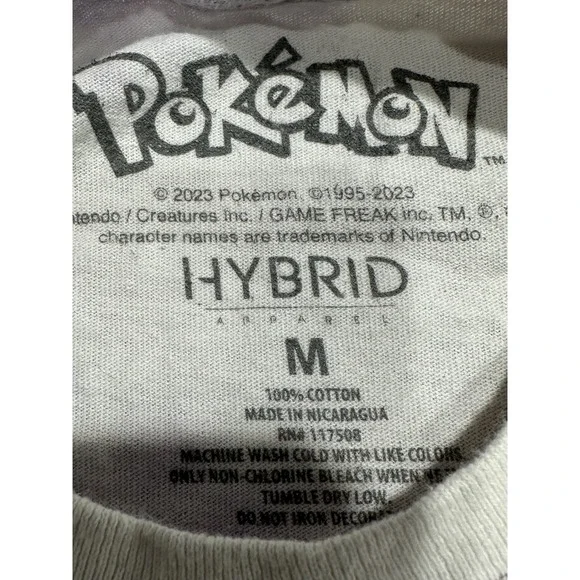 POKéMON TM
© 2023 Pokémon. ©1995-2023
ntendo / Creatures Inc. / GAME FREAK inc. TM, ®,
character names are trademarks of Nintendo.
HYBRID
APPAREL
M
100% COTTON
MADE IN NICARAGUA
RN# 117508
MACHINE WASH COLD WITH LIKE COLORS.
ONLY NON-CHLORINE BLEACH WHEN
TUMBLE DRY LOW.
DO NOT IRON